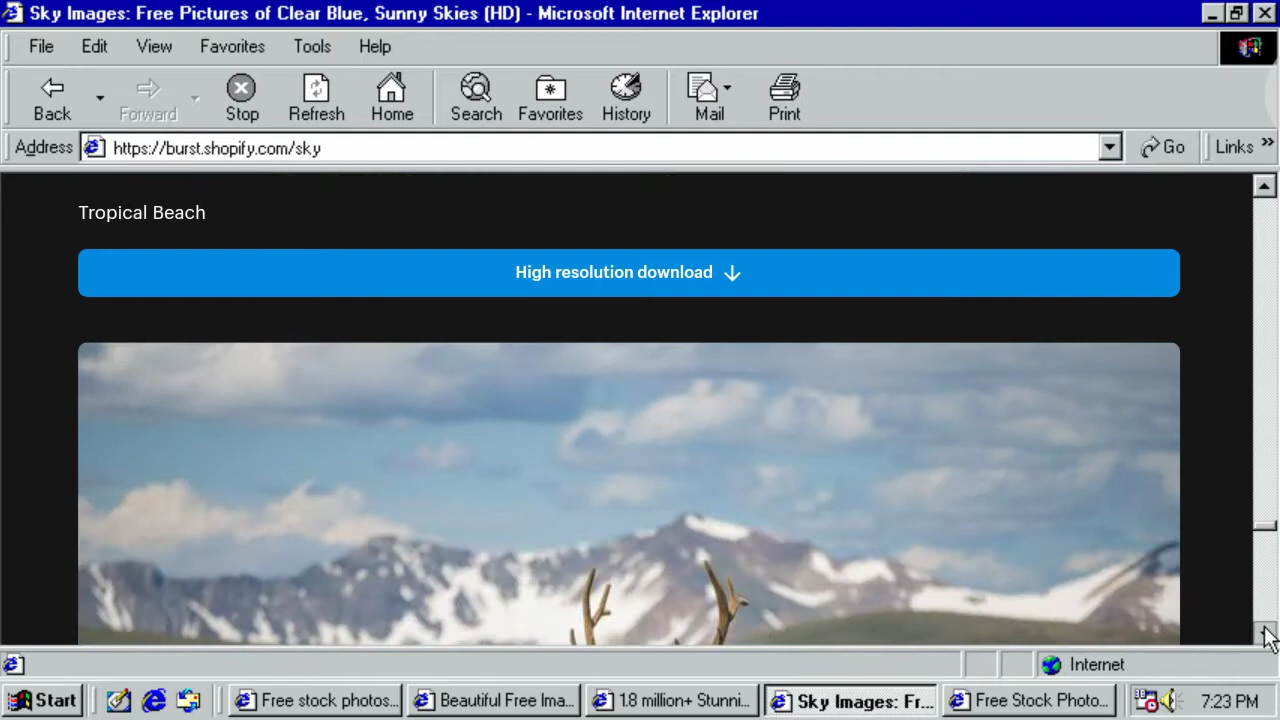 Sky Images: Free Pictures of Clear Blue, Sunny Skies (HD) - Microsoft Internet Explorer
File Edit View Favorites Tools Help
Back Forward Stop Refresh Home Search Favorites History Mail Print
Address https://burst.shopify.com/sky Go Links »
Tropical Beach
High resolution download
Internet
Start Free stock photos... Beautiful Free Ima... 1.8 million+ Stunni... Sky Images: Fr... Free Stock Photo... 7:23 PM